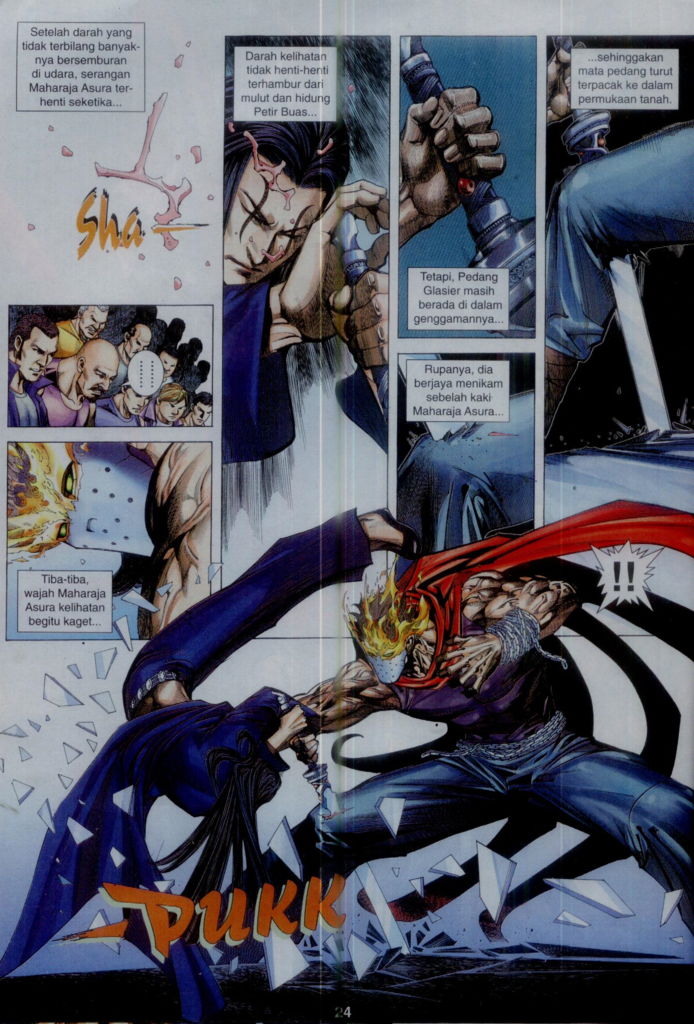 Setelah darah yang
tidak terbilang banyak-
nya bersemburan
di udara, serangan
Maharaja Asura ter-
henti seketika...
Sha
Darah kelihatan
tidak henti-henti
terhambur dari
mulut dan hidung
Petir Buas...
Tetapi, Pedang
Glasier masih
berada di dalam
genggamannya...
Rupanya, dia
berjaya menikam
sebelah kaki
Maharaja Asura...
...sehinggakan
mata pedang turut
terpacak ke dalam
permukaan tanah.
Tiba-tiba,
wajah Maharaja
Asura kelihatan
begitu kaget...
!!
PUKK
24